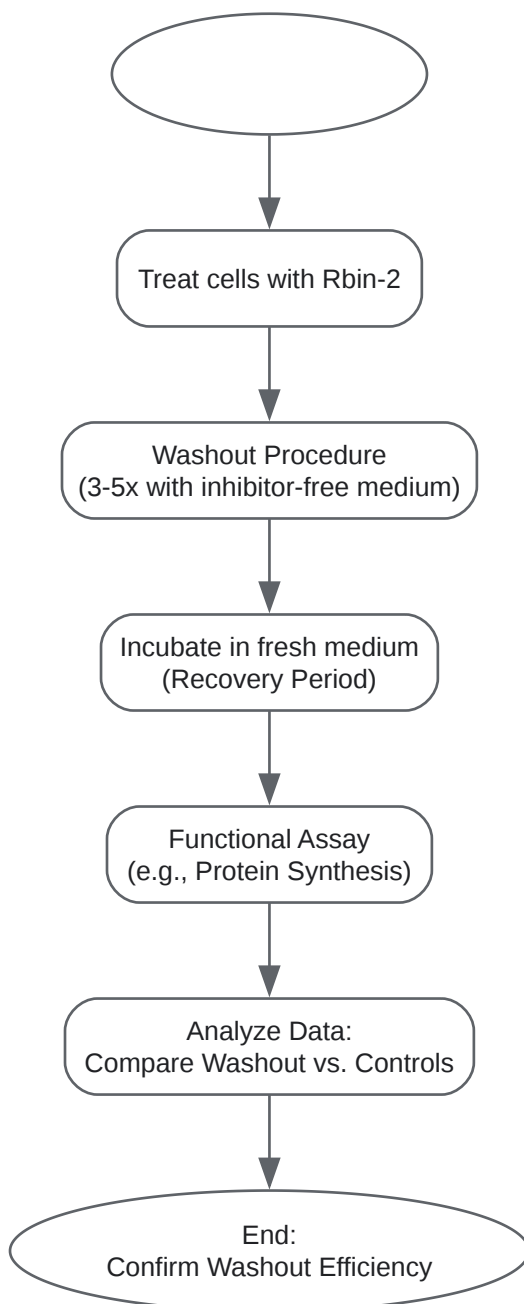 Treat cells with Rbin-2
Washout Procedure
(3-5x with inhibitor-free medium)
Incubate in fresh medium
(Recovery Period)
Functional Assay
(e.g., Protein Synthesis)
Analyze Data:
Compare Washout vs. Controls
End:
Confirm Washout Efficiency